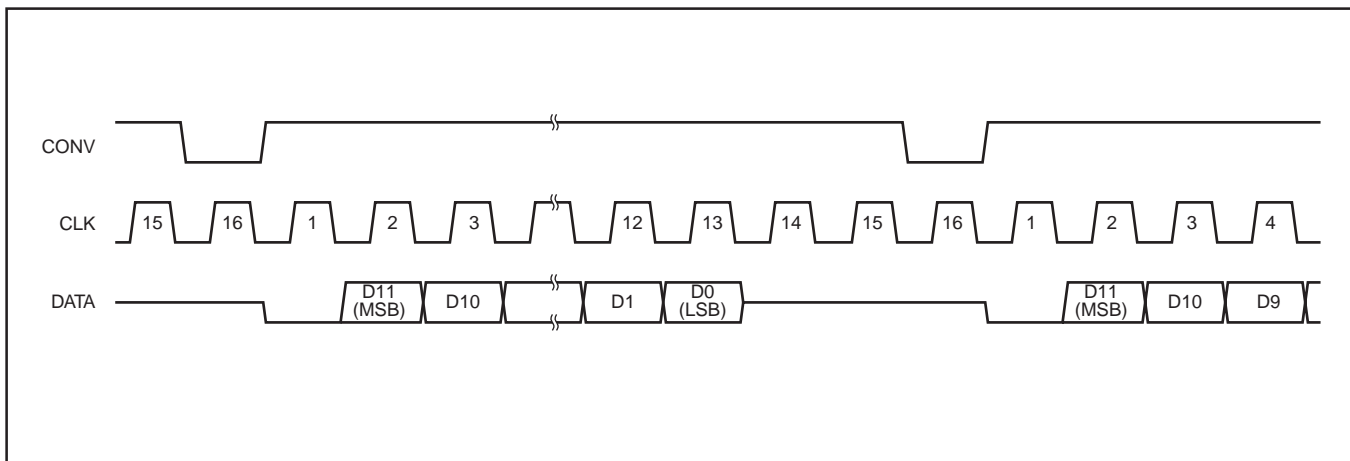 CONV
CLK 15 16 1 2 3 12 13 14 15 16 1 2 3 4
DATA D11 (MSB) D10 D1 D0 (LSB) D11 (MSB) D10 D9